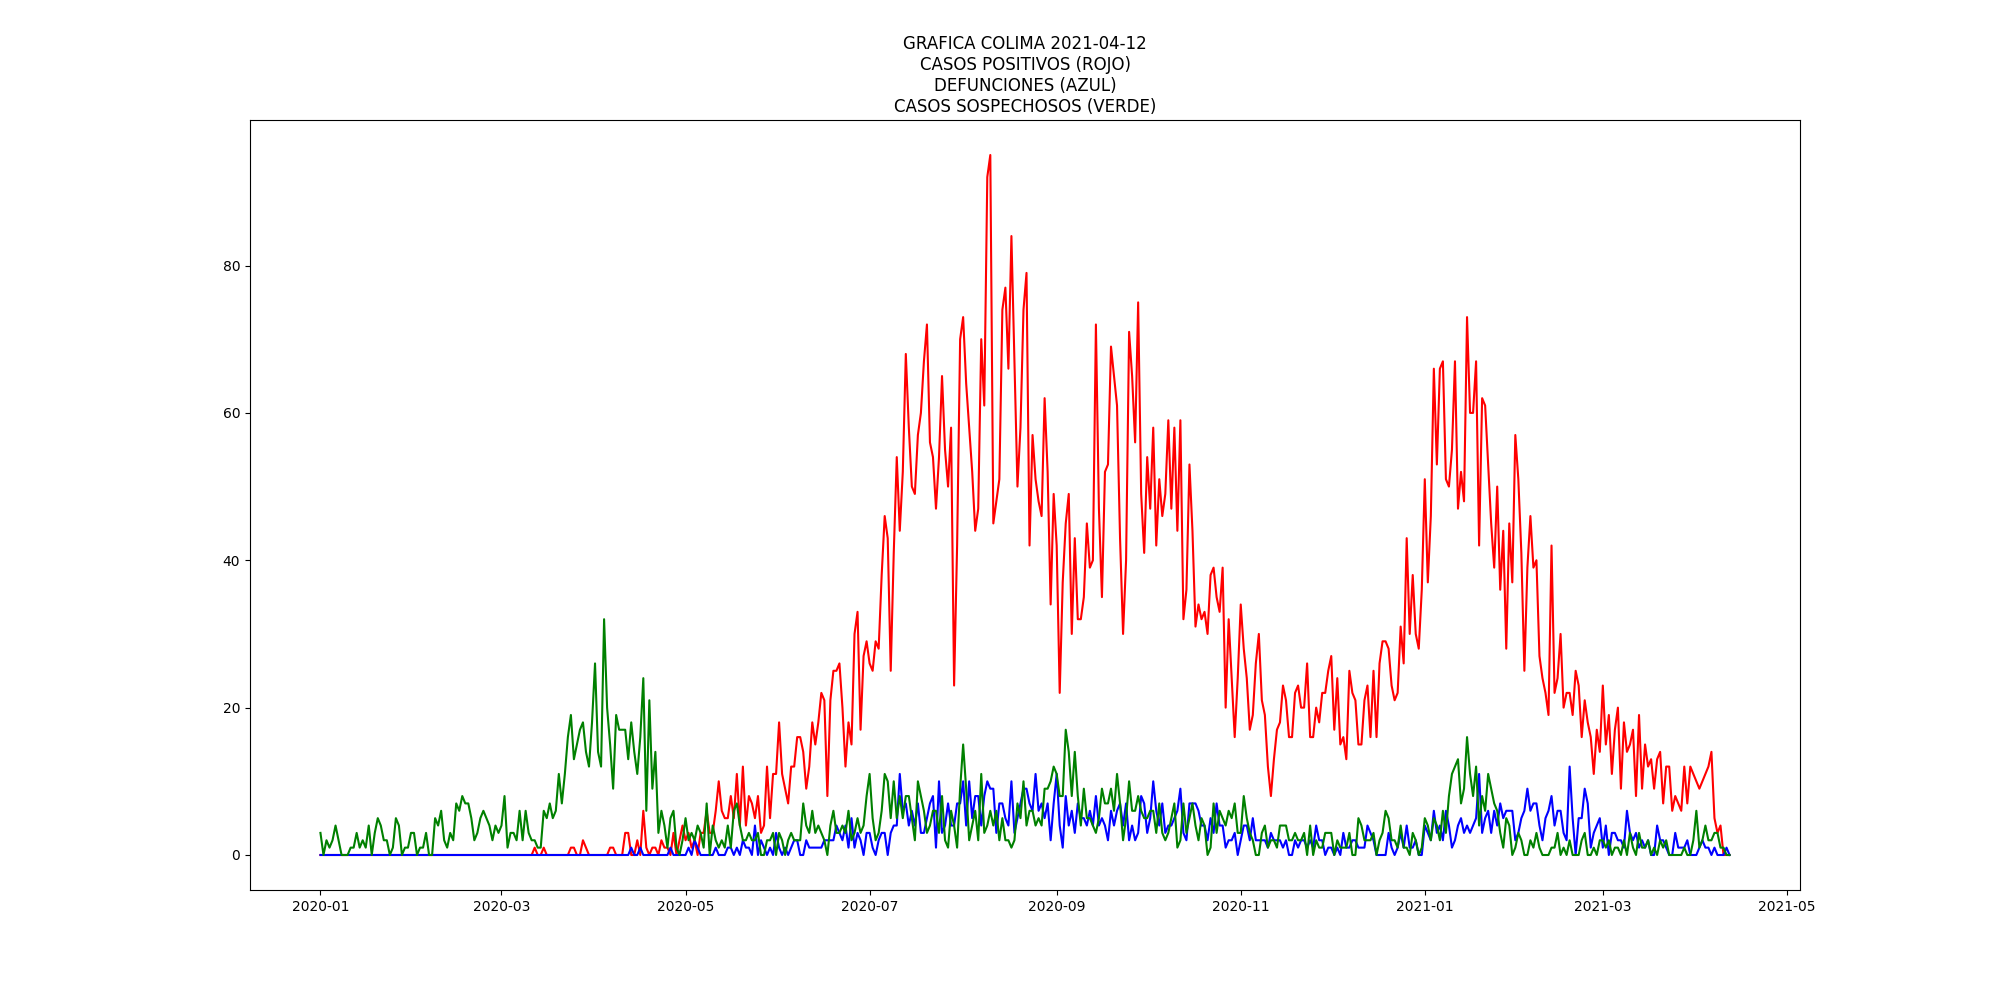 GRAFICA COLIMA 2021-04-12
CASOS POSITIVOS (ROJO)
DEFUNCIONES (AZUL)
CASOS SOSPECHOSOS (VERDE)
80
60
40
20
0
2020-01 2020-03 2020-05 2020-07 2020-09 2020-11 2021-01 2021-03 2021-05